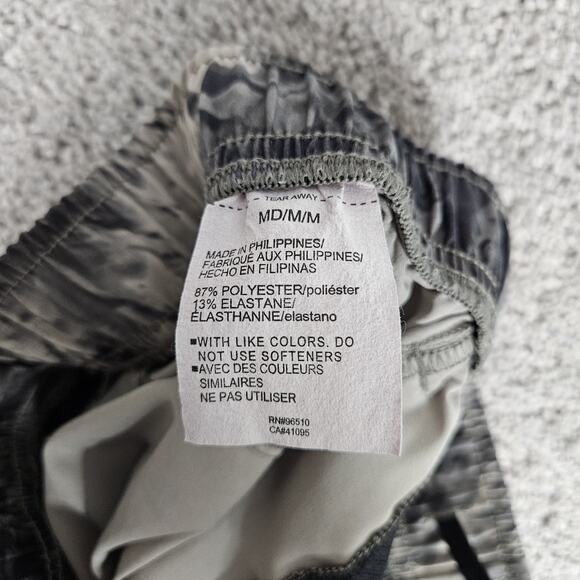 TEAR AWAY
MD/M/M
MADE IN PHILIPPINES/
FABRIQUÉ AUX PHILIPPINES/
HECHO EN FILIPINAS
87% POLYESTER/poliéster
13% ELASTANE/
ÉLASTHANNE/elastano
■WITH LIKE COLORS. DO
NOT USE SOFTENERS
■AVEC DES COULEURS
SIMILAIRES
NE PAS UTILISER
RN#96510
CA#41095